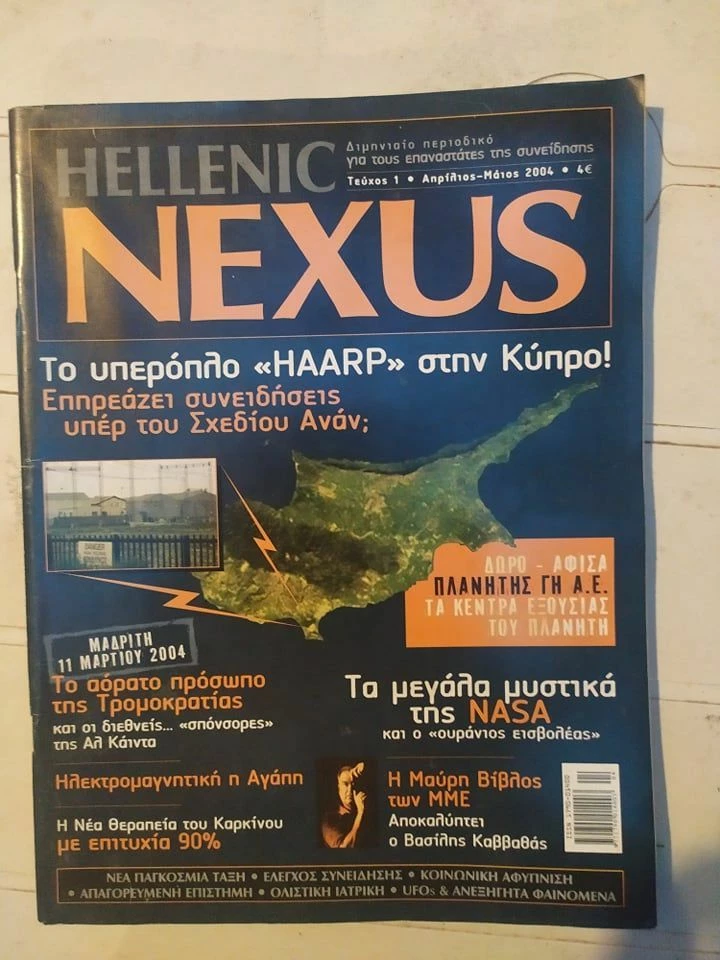 HELLENIC
Διμηνιαίο περιοδικό
για τους επαναστάτες της συνείδησης
Τεύχος 1 • Απρίλιος-Μάιος 2004 • 4€
NEXUS
Το υπερόπλο «HAARP» στην Κύπρο!
Επηρεάζει συνειδήσεις
υπέρ του Σχεδίου Ανάν;
DANGER
ΔΩΡΟ - ΑΦΙΣΑ
ΠΛΑΝΗΤΗΣ ΓΗ Α.Ε.
ΤΑ ΚΕΝΤΡΑ ΕΞΟΥΣΙΑΣ
ΤΟΥ ΠΛΑΝΗΤΗ
ΜΑΔΡΙΤΗ
11 ΜΑΡΤΙΟΥ 2004
Το αόρατο πρόσωπο
της Τρομοκρατίας
και οι διεθνείς... «σπόνσορες»
της Αλ Κάιντα
Τα μεγάλα μυστικά
της NASA
και ο «ουράνιος εισβολέας»
Ηλεκτρομαγνητική η Αγάπη
Η Νέα Θεραπεία του Καρκίνου
με επιτυχία 90%
Η Μαύρη Βίβλος
των ΜΜΕ
Αποκαλύπτει
ο Βασίλης Καββαθάς
ΝΕΑ ΠΑΓΚΟΣΜΙΑ ΤΑΞΗ • ΕΛΕΓΧΟΣ ΣΥΝΕΙΔΗΣΗΣ • ΚΟΙΝΩΝΙΚΗ ΑΦΥΠΝΙΣΗ
• ΑΠΑΓΟΡΕΥΜΕΝΗ ΕΠΙΣΤΗΜΗ • ΟΛΙΣΤΙΚΗ ΙΑΤΡΙΚΗ • UFOs & ΑΝΕΞΗΓΗΤΑ ΦΑΙΝΟΜΕΝΑ